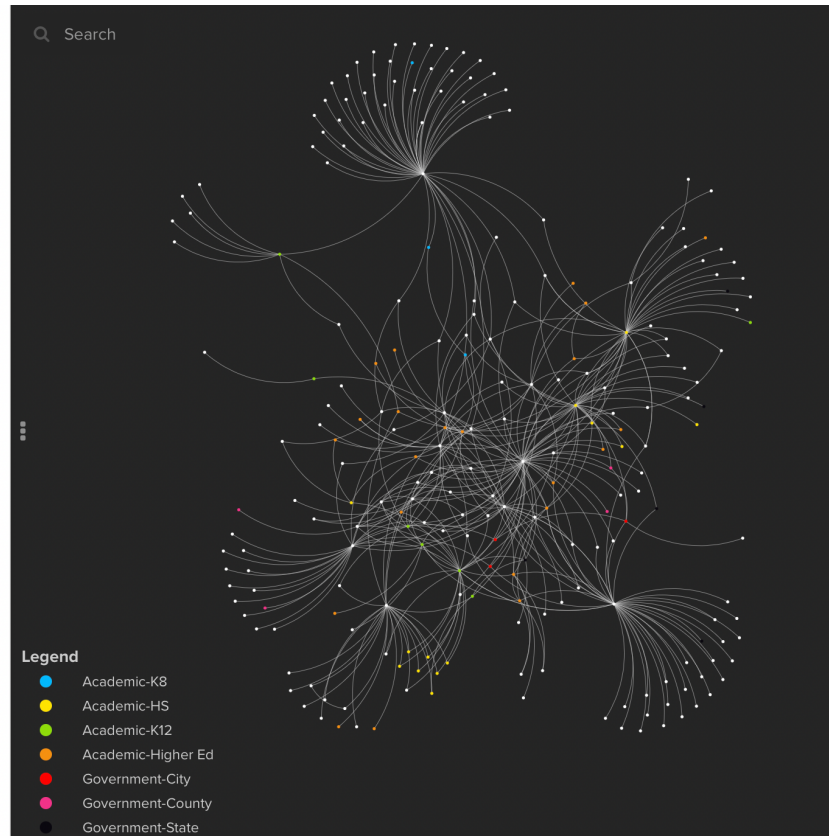 Search
Legend
Academic-K8
Academic-HS
Academic-K12
Academic-Higher Ed
Government-City
Government-County
Government-State